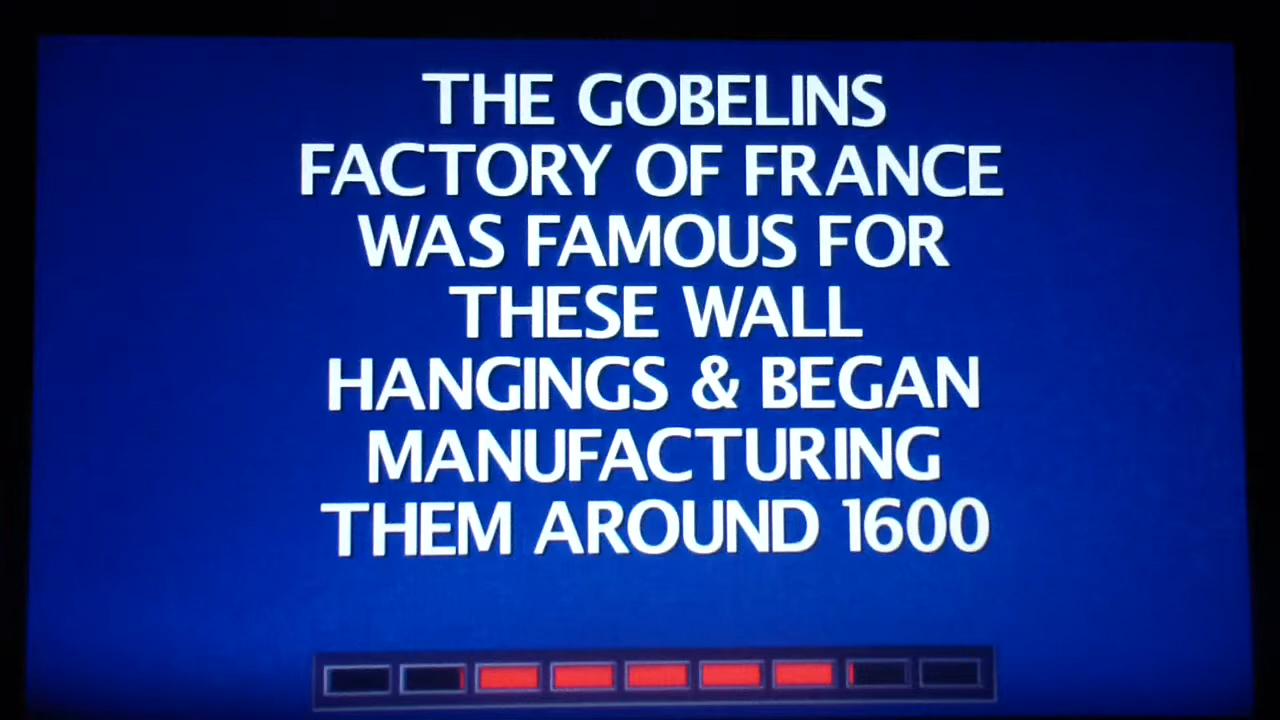 THE GOBELINS
FACTORY OF FRANCE
WAS FAMOUS FOR
THESE WALL
HANGINGS & BEGAN
MANUFACTURING
THEM AROUND 1600